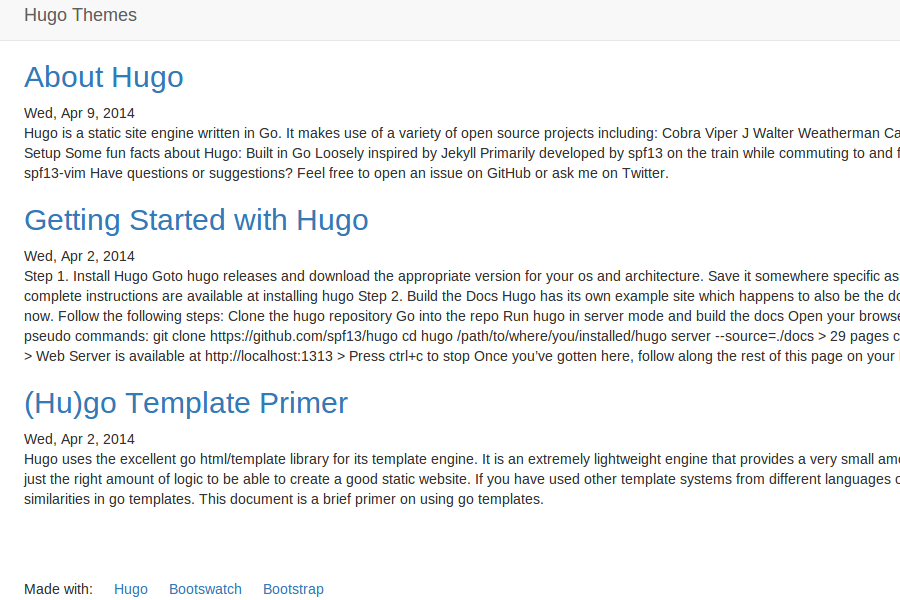 Hugo Themes
About Hugo
Wed, Apr 9, 2014
Hugo is a static site engine written in Go. It makes use of a variety of open source projects including: Cobra Viper J Walter Weatherman
Setup Some fun facts about Hugo: Built in Go Loosely inspired by Jekyll Primarily developed by spf13 on the train while commuting to and
spf13-vim Have questions or suggestions? Feel free to open an issue on GitHub or ask me on Twitter.
Getting Started with Hugo
Wed, Apr 2, 2014
Step 1. Install Hugo Goto hugo releases and download the appropriate version for your os and architecture. Save it somewhere specific as
complete instructions are available at installing hugo Step 2. Build the Docs Hugo has its own example site which happens to also be the
now. Follow the following steps: Clone the hugo repository Go into the repo Run hugo in server mode and build the docs Open your
pseudo commands: git clone https://github.com/spf13/hugo cd hugo /path/to/where/you/installed/hugo server --source=./docs > 29 pages
> Web Server is available at http://localhost:1313 > Press ctrl+c to stop Once you’ve gotten here, follow along the rest of this page on your
(Hu)go Template Primer
Wed, Apr 2, 2014
Hugo uses the excellent go html/template library for its template engine. It is an extremely lightweight engine that provides a very small
just the right amount of logic to be able to create a good static website. If you have used other template systems from different languages
similarities in go templates. This document is a brief primer on using go templates.
Made with: Hugo Bootswatch Bootstrap